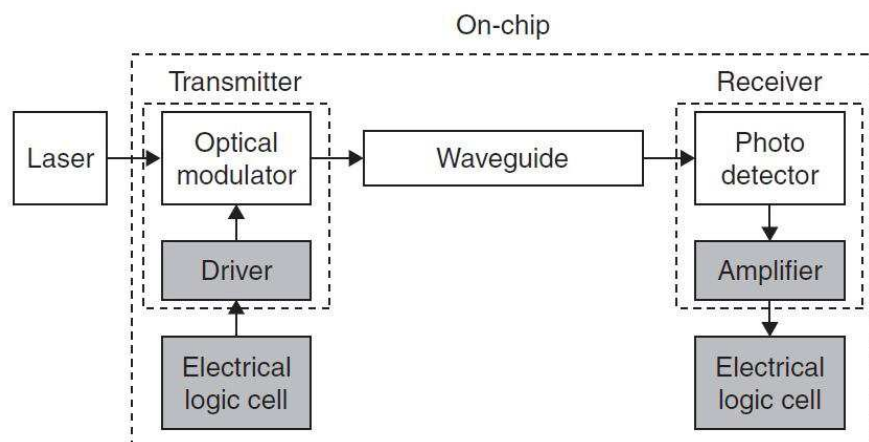 On-chip
Transmitter
Receiver
Laser
Optical
modulator
Waveguide
Photo
detector
Driver
Amplifier
Electrical
logic cell
Electrical
logic cell